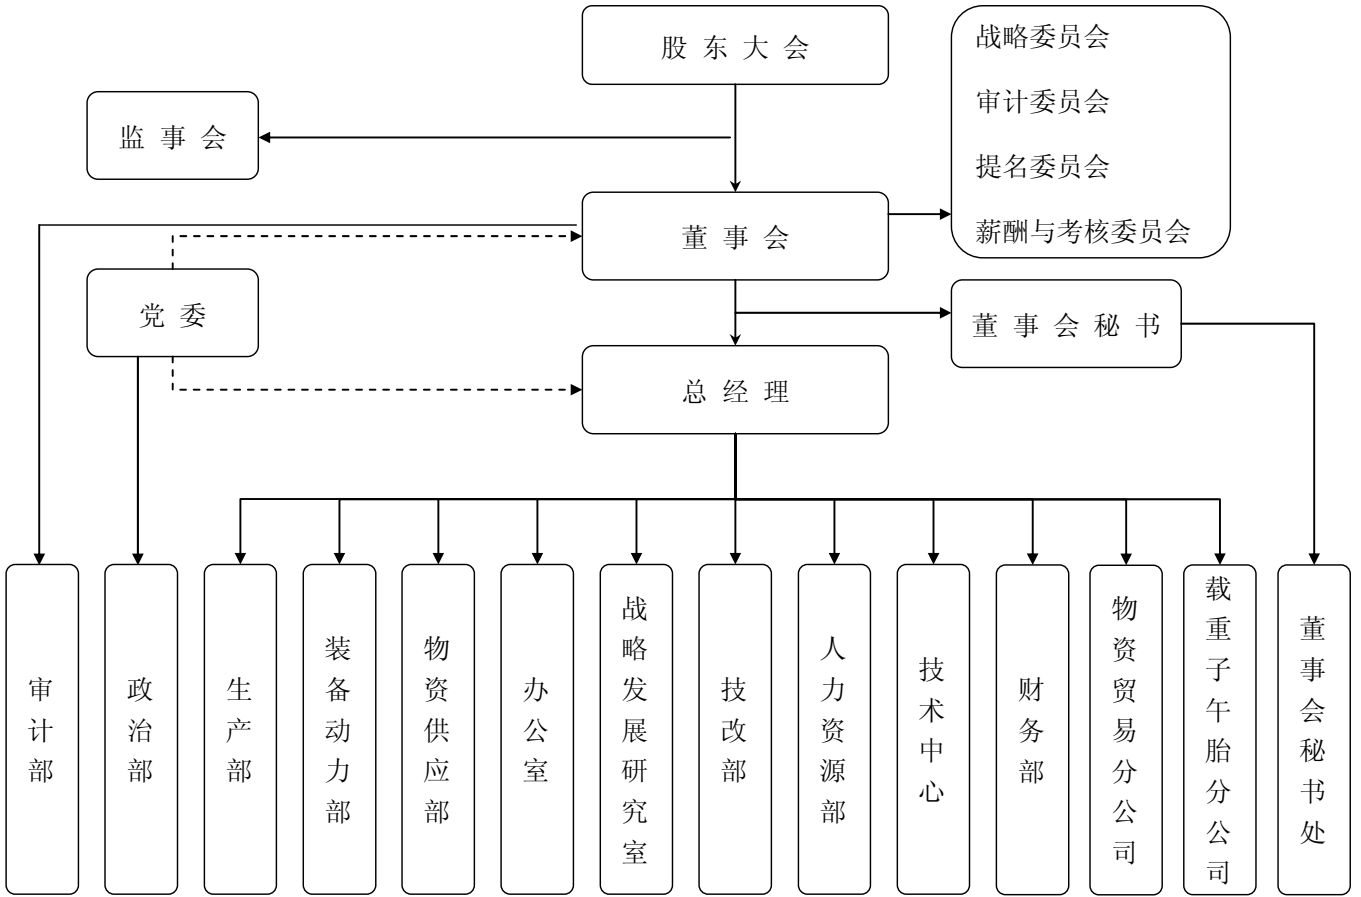 股东大会
战略委员会
审计委员会
提名委员会
薪酬与考核委员会
监事会
董事会
党委
董事会秘书
总经理
审计部
政治部
生产部
装备动力部
物资供应部
办公室
战略发展研究室
技改部
人力资源部
技术中心
财务部
物资贸易分公司
载重子午胎分公司
董事会秘书处